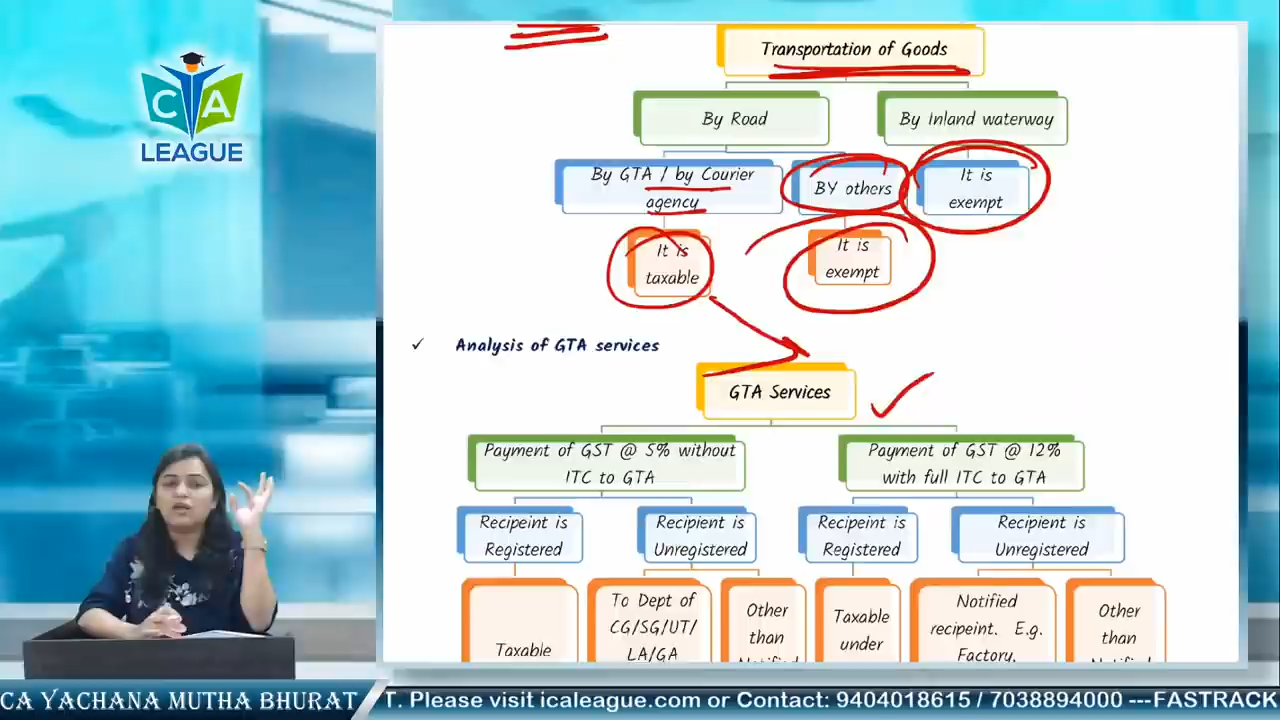 CA
LEAGUE
Transportation of Goods
By Road
By Inland waterway
By GTA / by Courier
agency
BY others
It is
exempt
It is
taxable
It is
exempt
✓ Analysis of GTA services
GTA Services
Payment of GST @ 5% without
ITC to GTA
Payment of GST @ 12%
with full ITC to GTA
Recipeint is
Registered
Recipient is
Unregistered
Recipeint is
Registered
Recipient is
Unregistered
Taxable
To Dept of
CG/SG/UT/
LA/GA
Other
than
Notified
Taxable
under
Notified
recipeint. E.g.
Factory,
Other
than
Notified
CA YACHANA MUTHA BHURAT
T. Please visit icaleague.com or Contact: 9404018615 / 7038894000 ---FASTRACK